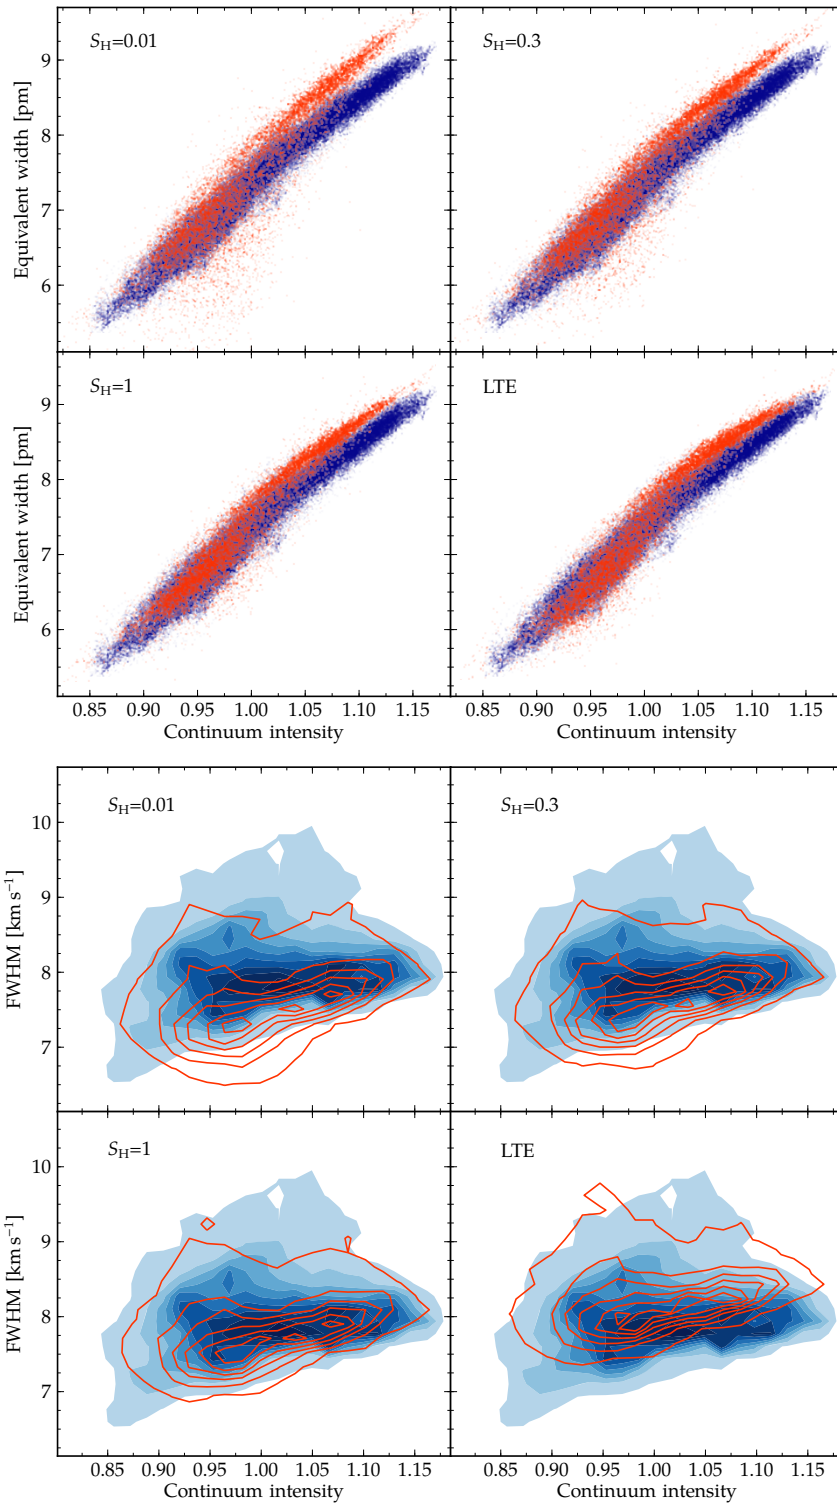 S_H=0.01
S_H=0.3
9
8
7
6
Equivalent width [pm]
S_H=1
LTE
9
8
7
6
Equivalent width [pm]
0.85 0.90 0.95 1.00 1.05 1.10 1.15 0.85 0.90 0.95 1.00 1.05 1.10 1.15
Continuum intensity Continuum intensity
S_H=0.01
S_H=0.3
10
9
8
7
FWHM [km s⁻¹]
S_H=1
LTE
10
9
8
7
FWHM [km s⁻¹]
0.85 0.90 0.95 1.00 1.05 1.10 1.15 0.85 0.90 0.95 1.00 1.05 1.10 1.15
Continuum intensity Continuum intensity